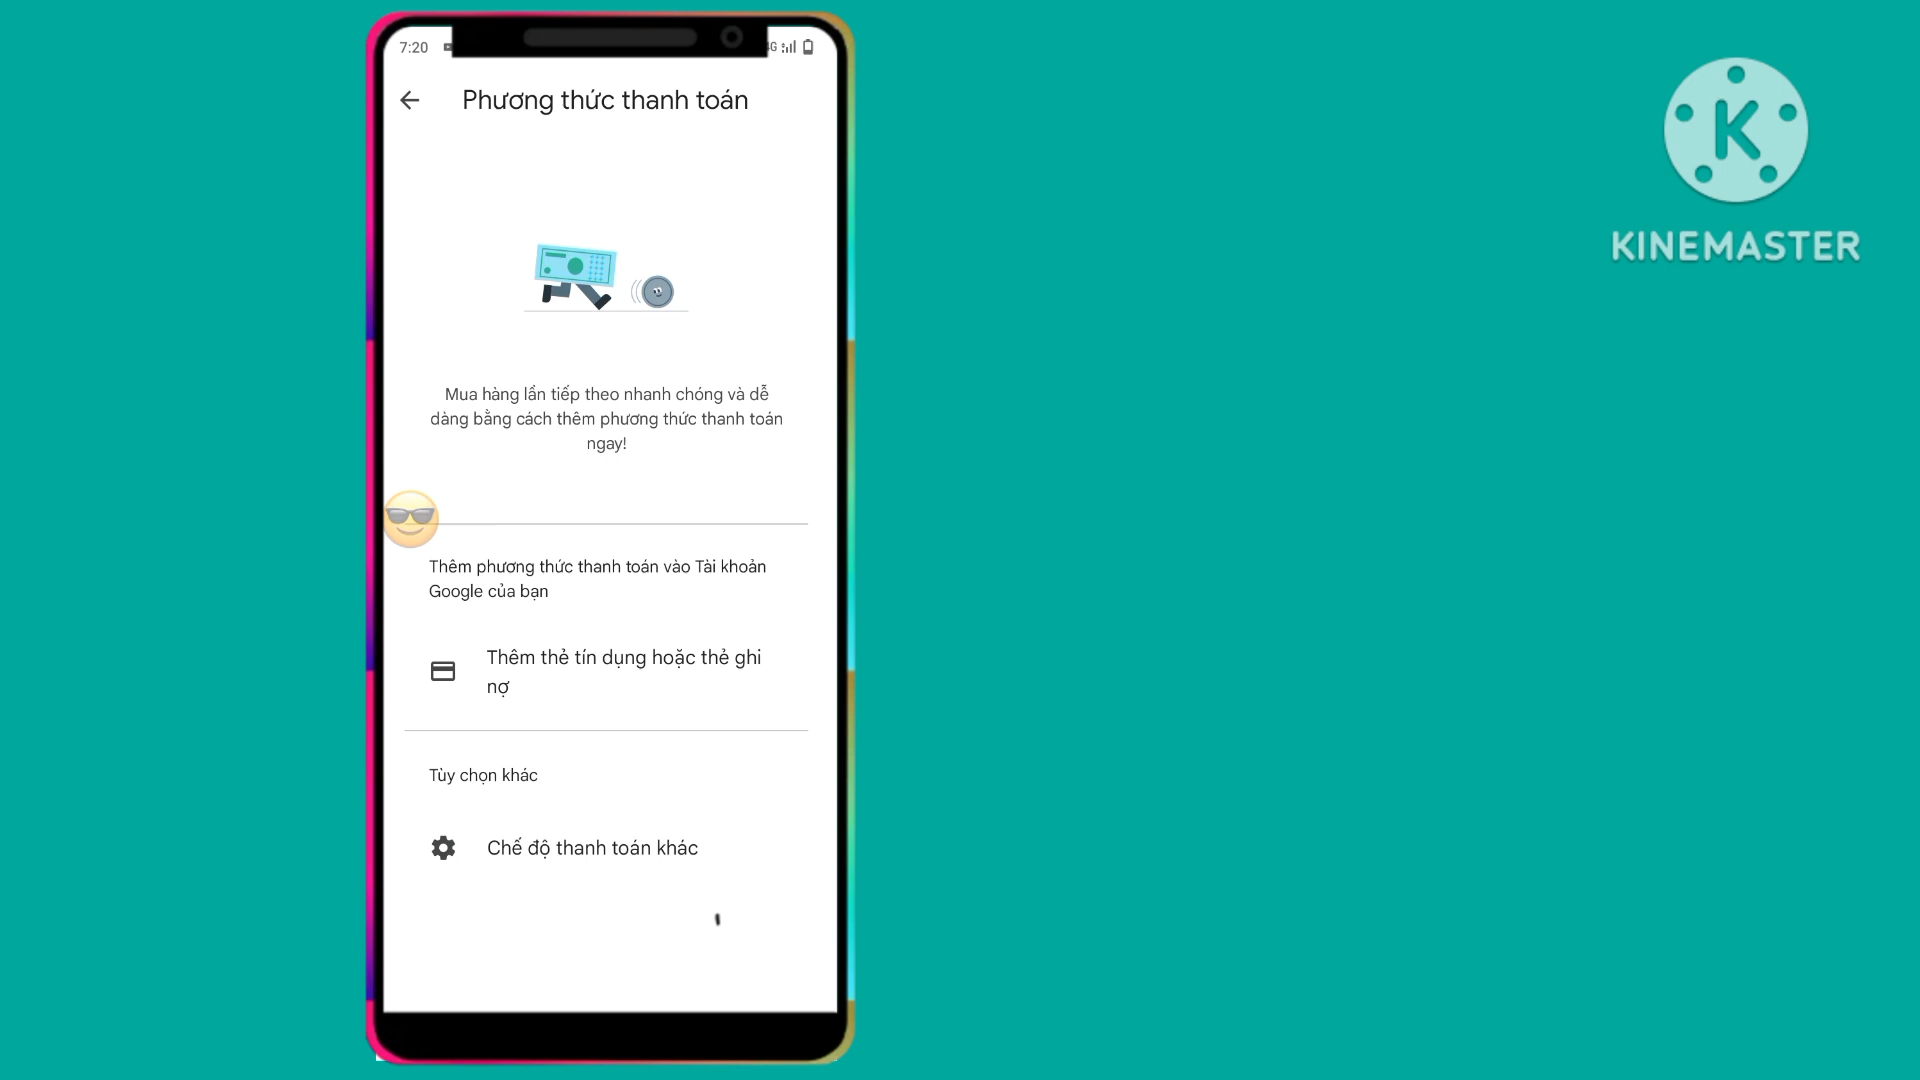 7:20
4G
Phương thức thanh toán
KINEMASTER
Mua hàng lần tiếp theo nhanh chóng và dễ
dàng bằng cách thêm phương thức thanh toán
ngay!
Thêm phương thức thanh toán vào Tài khoản
Google của bạn
Thêm thẻ tín dụng hoặc thẻ ghi
nợ
Tùy chọn khác
Chế độ thanh toán khác